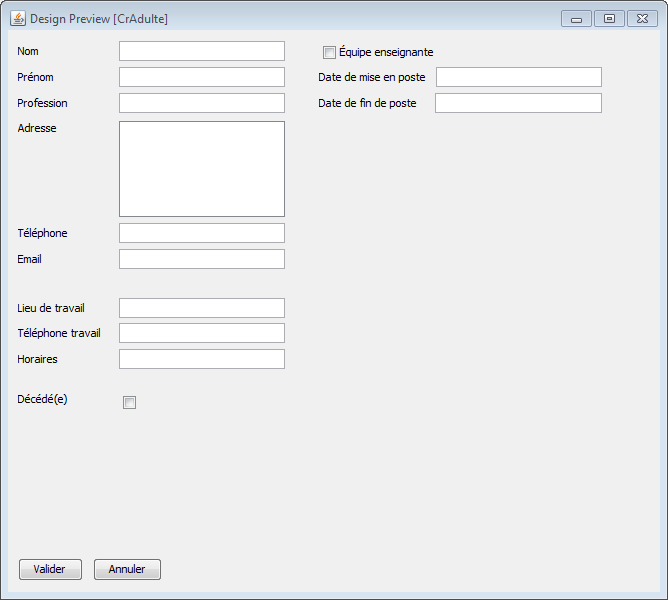 Design Preview [CrAdulte]
Nom
Équipe enseignante
Prénom
Date de mise en poste
Profession
Date de fin de poste
Adresse
Téléphone
Email
Lieu de travail
Téléphone travail
Horaires
Décédé(e)
Valider
Annuler